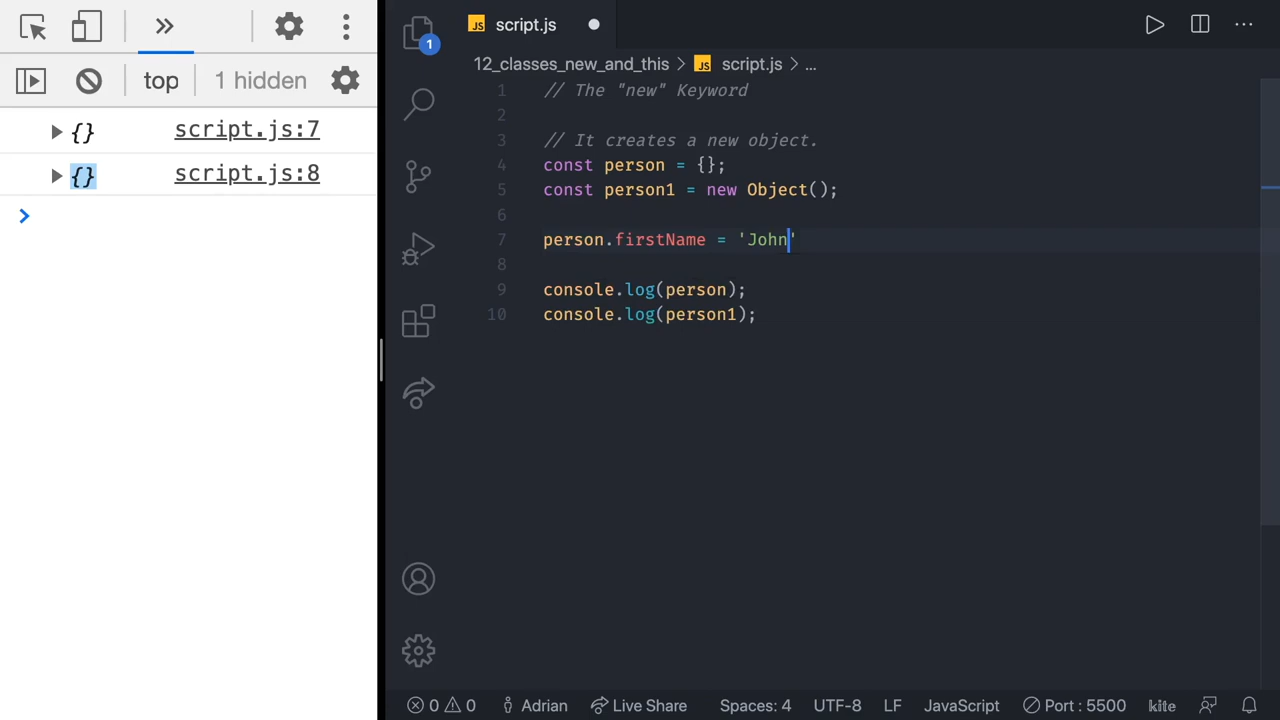 top
1 hidden
{}
script.js:7
{}
script.js:8
1
JS script.js
12_classes_new_and_this > JS script.js > ...
1 // The "new" Keyword
2
3 // It creates a new object.
4 const person = {};
5 const person1 = new Object();
6
7 person.firstName = 'John'
8
9 console.log(person);
10 console.log(person1);
0 0 Adrian Live Share Spaces: 4 UTF-8 LF JavaScript Port : 5500 kite